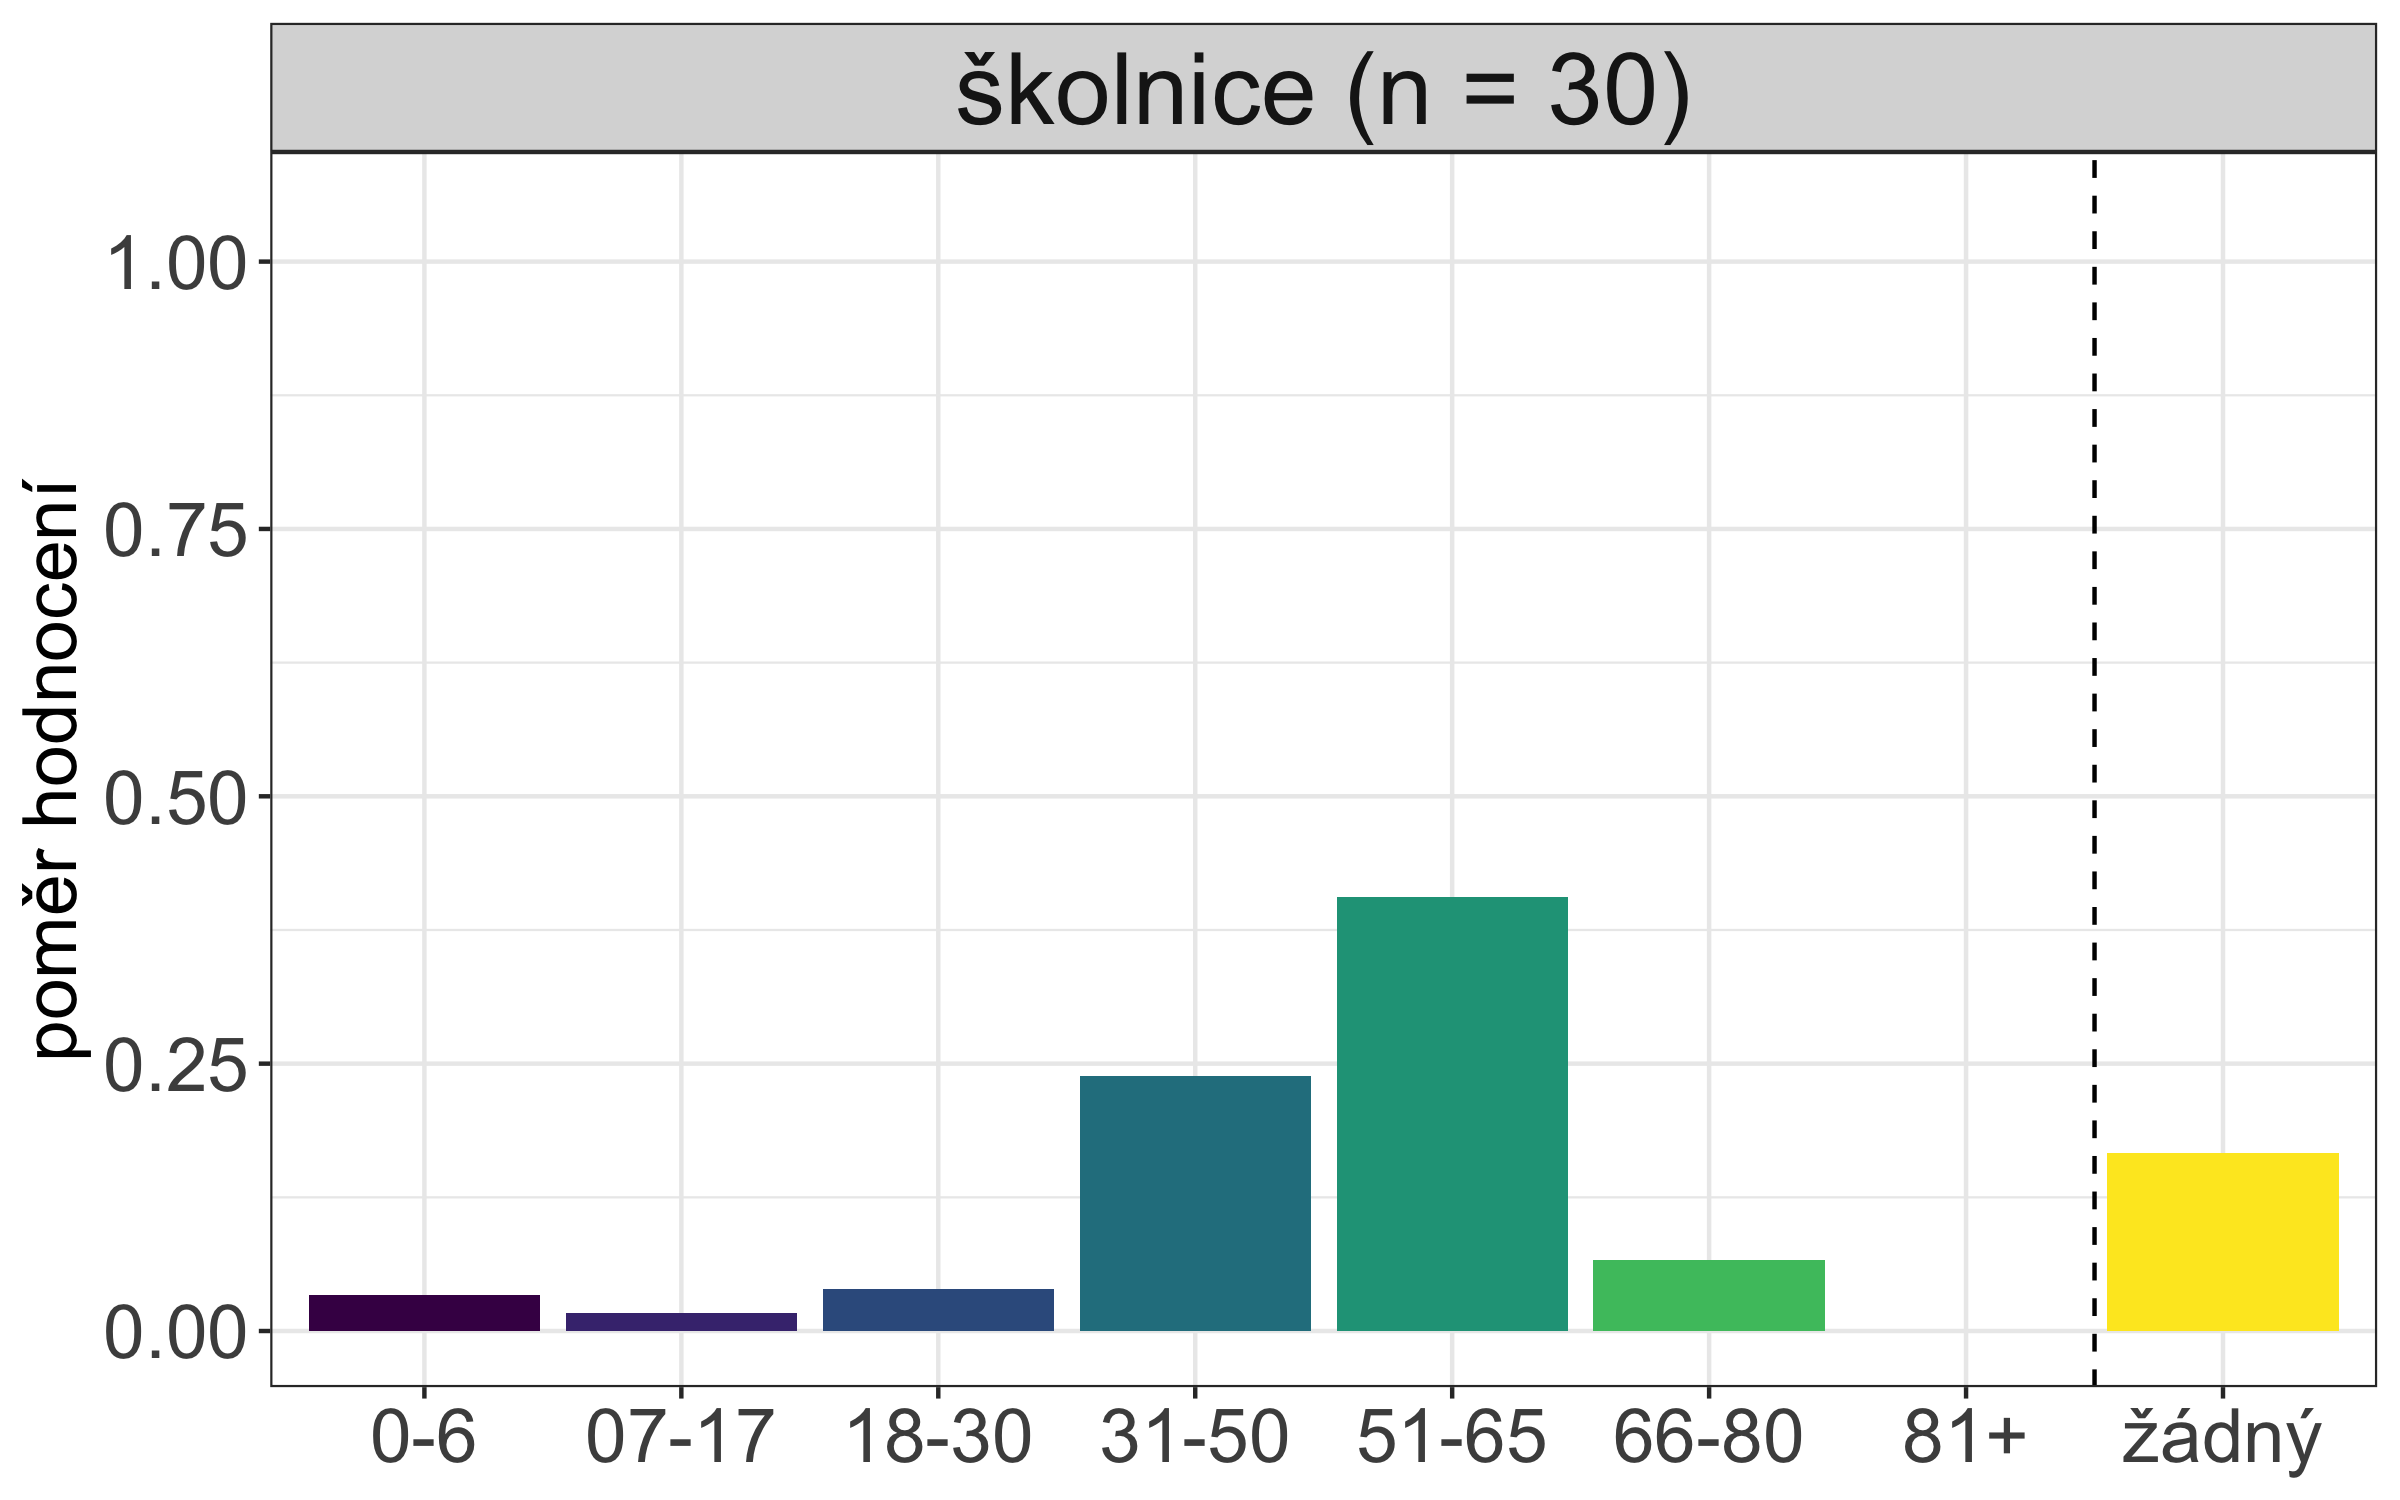 školnice (n = 30)
poměr hodnocení
1.00
0.75
0.50
0.25
0.00
0-6 07-17 18-30 31-50 51-65 66-80 81+ žádný